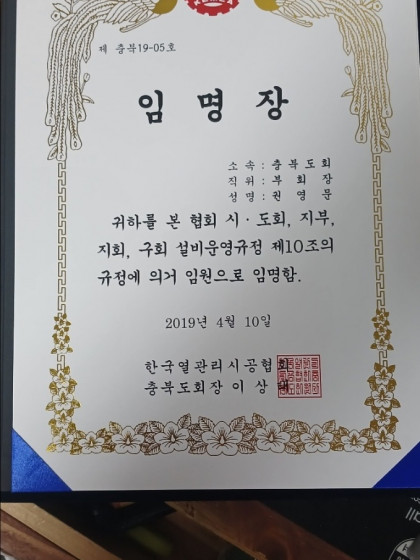 제 충북19-05호
임 명 장
소 속 : 충북도회
직 위 : 부 회 장
성 명 : 권 영 문
귀하를 본 협회 시 · 도회, 지부,
지회, 구회 설비운영규정 제10조의
규정에 의거 임원으로 임명함.
2019년 4월 10일
한국열관리시공협회
충북도회장 이 상